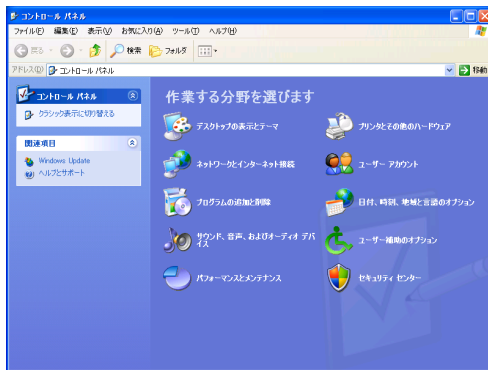 コントロール パネル
ファイル(F) 編集(E) 表示(V) お気に入り(A) ツール(T) ヘルプ(H)
戻る 検索 フォルダ
アドレス(D) コントロール パネル 移動
コントロール パネル
クラシック表示に切り替える
関連項目
Windows Update
ヘルプとサポート
作業する分野を選びます
デスクトップの表示とテーマ
プリンタとその他のハードウェア
ネットワークとインターネット接続
ユーザー アカウント
プログラムの追加と削除
日付、時刻、地域と言語のオプション
サウンド、音声、およびオーディオ デバ
イス
ユーザー補助のオプション
パフォーマンスとメンテナンス
セキュリティ センター